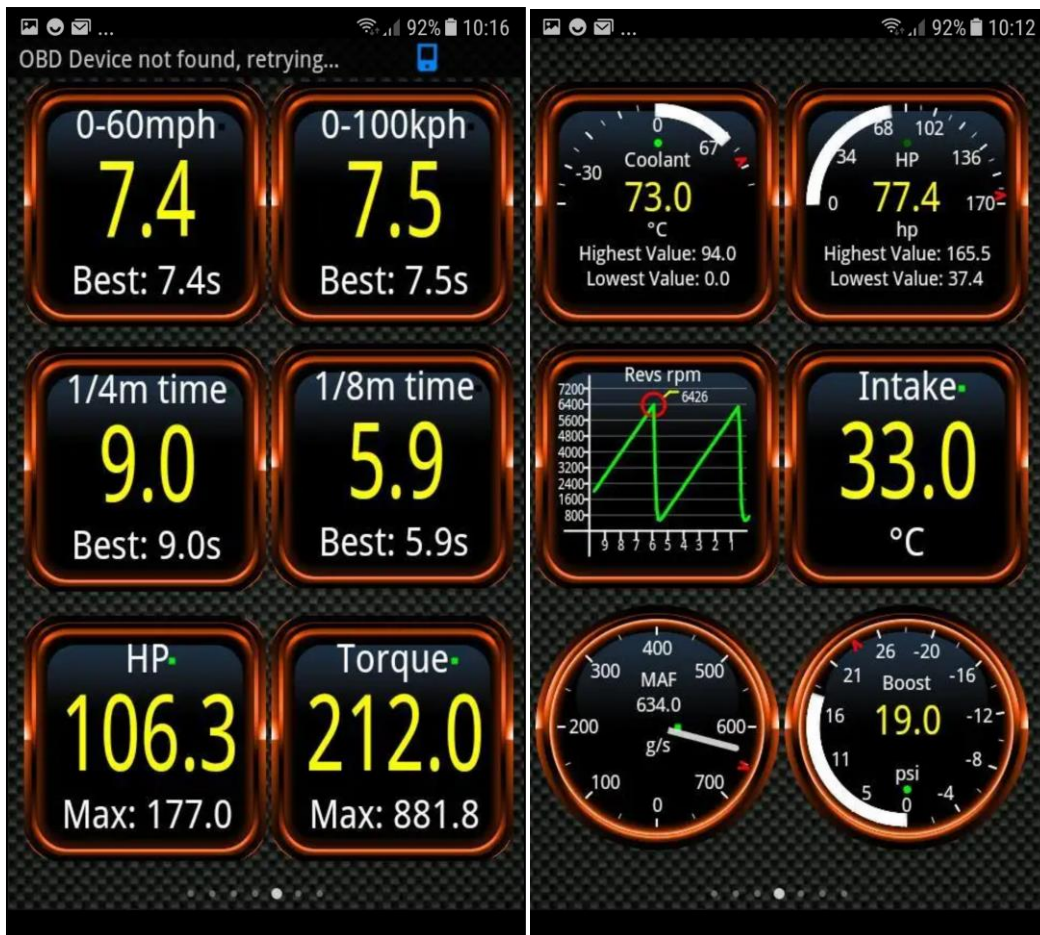 ... 92% 10:16
OBD Device not found, retrying...
0-60mph
7.4
Best: 7.4s
0-100kph
7.5
Best: 7.5s
1/4m time
9.0
Best: 9.0s
1/8m time
5.9
Best: 5.9s
HP
106.3
Max: 177.0
Torque
212.0
Max: 881.8
... 92% 10:12
-30 0 67
Coolant
73.0
°C
Highest Value: 94.0
Lowest Value: 0.0
0 34 68 102 136 170
HP
77.4
hp
Highest Value: 165.5
Lowest Value: 37.4
Revs rpm
6426
7200
6400
5600
4800
4000
3200
2400
1600
800
9 8 7 6 5 4 3 2 1
Intake
33.0
°C
0 100 200 300 400 500 600 700
MAF
634.0
g/s
0 5 11 16 21 26 -20 -16 -12 -8 -4
Boost
19.0
psi